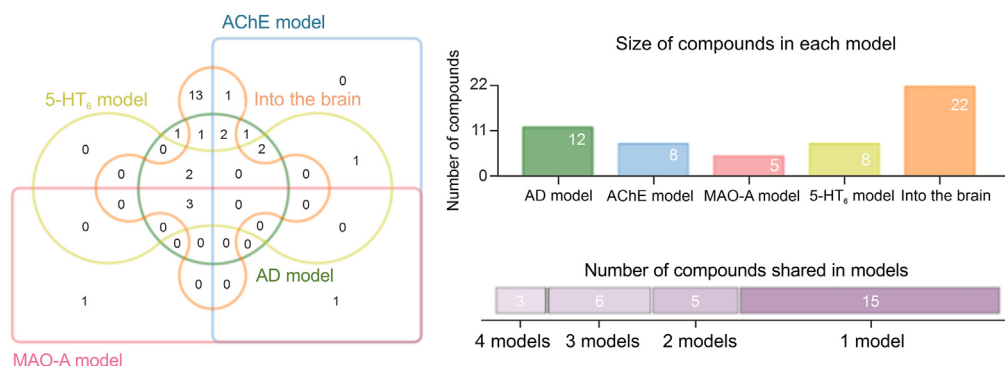 AChE model
0
13
1
5-HT₆ model
Into the brain
1
1
2
1
0
0
2
1
0
2
0
0
0
3
0
0
0
0
0
0
0
0
0
0
AD model
0
0
1
1
MAO-A model
Size of compounds in each model
Number of compounds
22
11
0
12
8
5
8
22
AD model
AChE model
MAO-A model
5-HT₆ model
Into the brain
Number of compounds shared in models
3
6
5
15
4 models
3 models
2 models
1 model